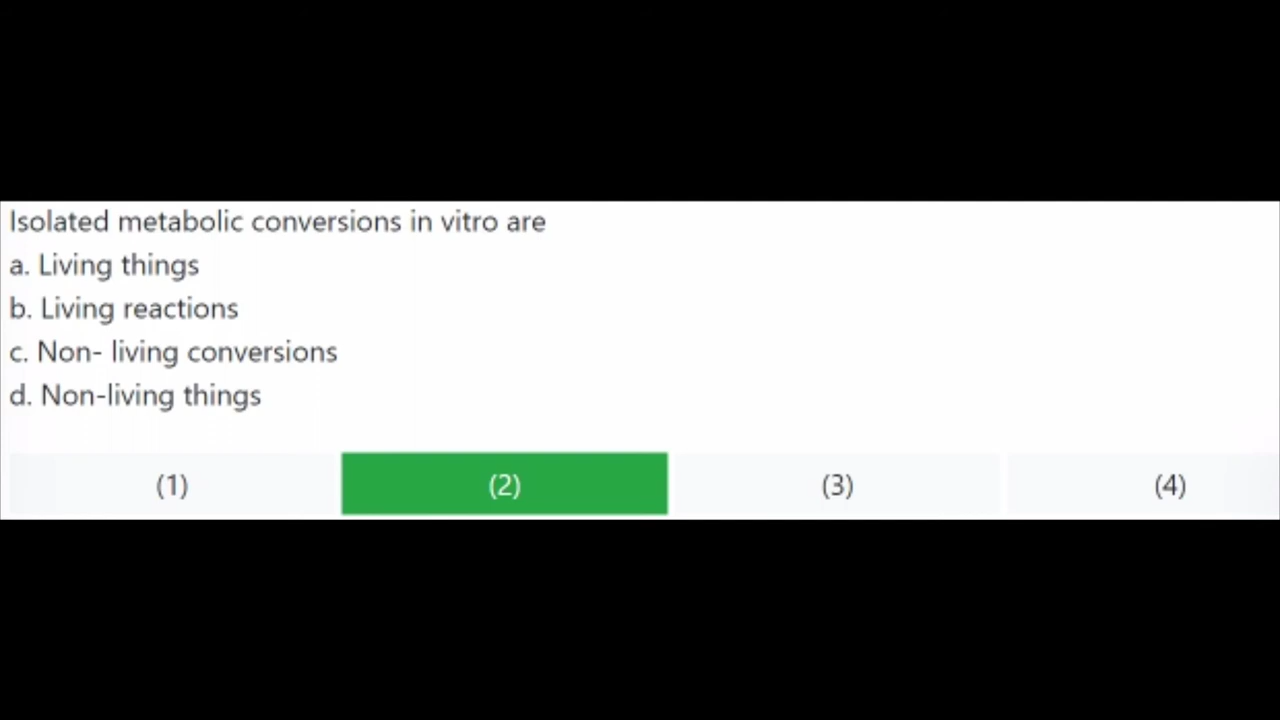 Isolated metabolic conversions in vitro are
a. Living things
b. Living reactions
c. Non- living conversions
d. Non-living things
(1) (2) (3) (4)